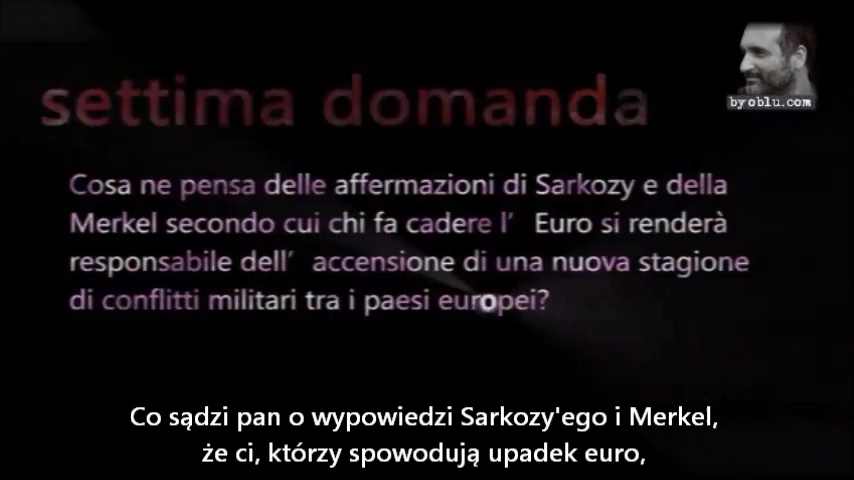 settima domanda
byoblu.com
Cosa ne pensa delle affermazioni di Sarkozy e della
Merkel secondo cui chi fa cadere l' Euro si renderà
responsabile dell' accensione di una nuova stagione
di conflitti militari tra i paesi europei?
Co sądzi pan o wypowiedzi Sarkozy'ego i Merkel,
że ci, którzy spowodują upadek euro,